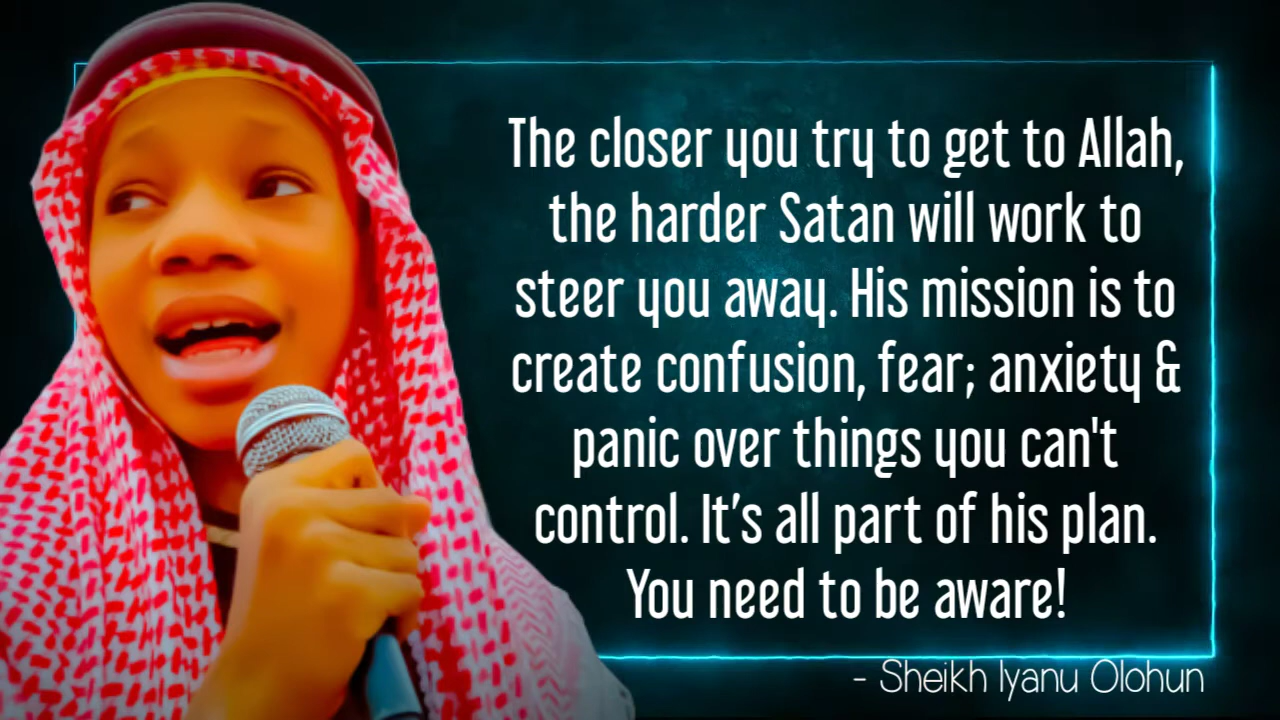 The closer you try to get to Allah,
the harder Satan will work to
steer you away. His mission is to
create confusion, fear; anxiety &
panic over things you can't
control. It’s all part of his plan.
You need to be aware!
- Sheikh Iyanu Olohun